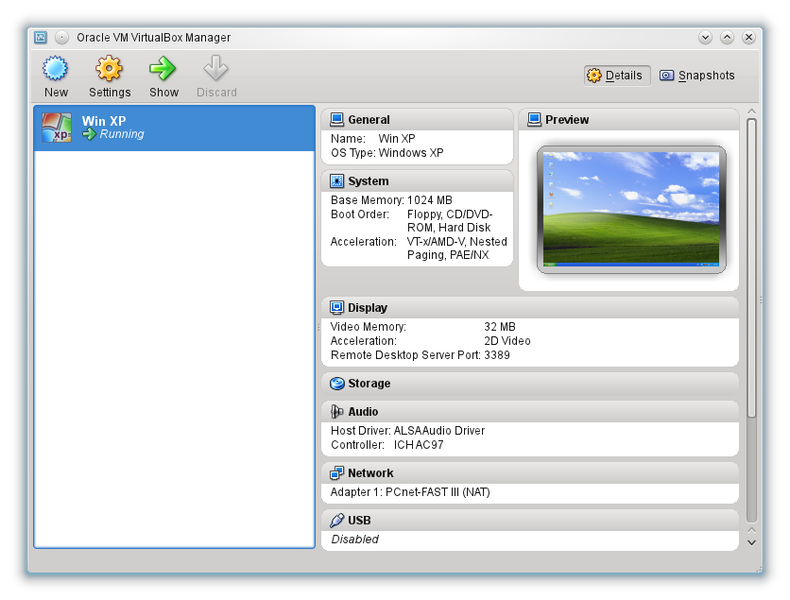 Oracle VM VirtualBox Manager
New
Settings
Show
Discard
Details
Snapshots
Win XP
Running
xp
General
Name: Win XP
OS Type: Windows XP
System
Base Memory: 1024 MB
Boot Order: Floppy, CD/DVD-
ROM, Hard Disk
Acceleration: VT-x/AMD-V, Nested
Paging, PAE/NX
Preview
Display
Video Memory: 32 MB
Acceleration: 2D Video
Remote Desktop Server Port: 3389
Storage
Audio
Host Driver: ALSAAudio Driver
Controller: ICH AC97
Network
Adapter 1: PCnet-FAST III (NAT)
USB
Disabled